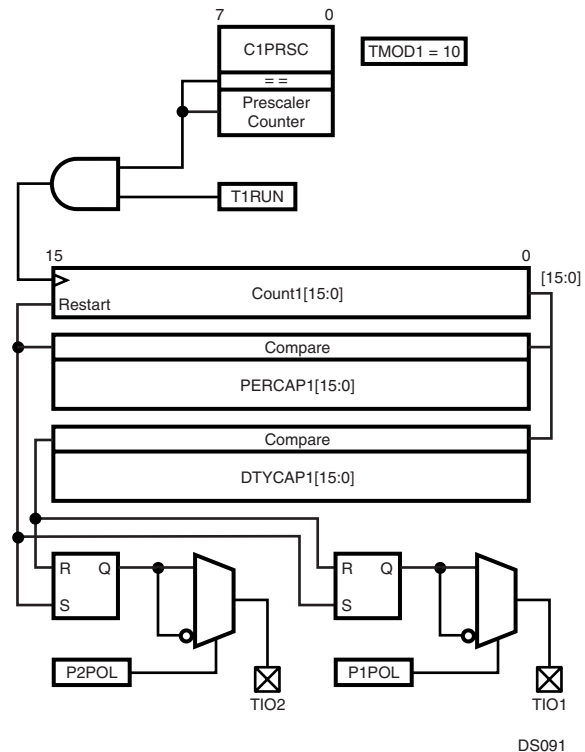 7 0
C1PRSC
TMOD1 = 10
= =
Prescaler
Counter
T1RUN
15 0
[15:0]
Count1[15:0]
Restart
Compare
PERCAP1[15:0]
Compare
DTYCAP1[15:0]
R Q
S
R Q
S
P2POL
TIO2
P1POL
TIO1
DS091